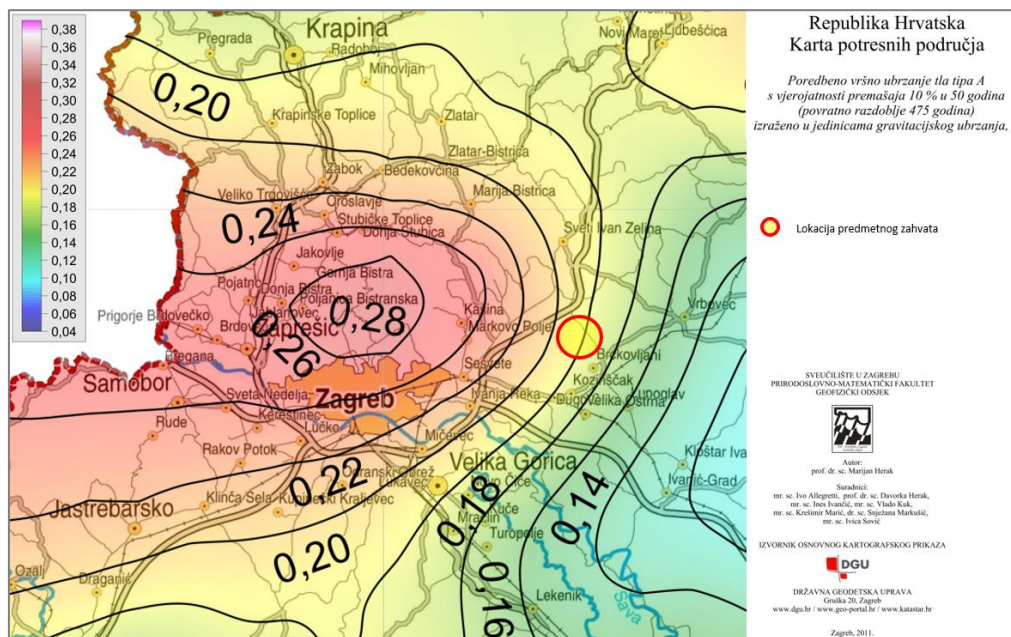 0,38
0,36
0,34
0,32
0,30
0,28
0,26
0,24
0,22
0,20
0,18
0,16
0,14
0,12
0,10
0,08
0,06
0,04
Krapina
Pregrada
Radoboj
Mihovljan
Novi Marof
Ljubešćica
0,20
Krapinske Toplice
Zlatar
Zlatar-Bistrica
Zabok
Bedekovčina
Veliko Trgovišće
Marija Bistrica
Oroslavje
0,24
Stubičke Toplice
Donja Stubica
Sveti Ivan Zelina
Jakovlje
Gornja Bistra
Pojatno
Donja Bistra
Poljanica Bistranska
Jablanovec
0,28
Kašina
Vrbovec
Prigorje Brdovečko
Zaprešić
Markovo Polje
0,26
Brckovljani
Bregana
Sesvete
Samobor
Kozinščak
Zagreb
Sveta Nedelja
Ivanja Reka
Dugo
Velika Ostrna
Lupoglav
Rude
Kerestinec
Lučko
Mičevec
Rakov Potok
Velika Gorica
Kloštar Iva
0,22
Lukavec
Novo Čiče
Ivanić-Grad
Klinča Sela
Kupinečki Kraljevec
0,18
0,14
Jastrebarsko
Kuče
Mraclin
Turopolje
0,20
Ozalj
Draganić
0,16
Lekenik
Sava
Republika Hrvatska
Karta potresnih područja
Poredbeno vršno ubrzanje tla tipa A
s vjerojatnosti premašaja 10 % u 50 godina
(povratno razdoblje 475 godina)
izraženo u jedinicama gravitacijskog ubrzanja,
Lokacija predmetnog zahvata
SVEUČILIŠTE U ZAGREBU
PRIRODOSLOVNO-MATEMATIČKI FAKULTET
GEOFIZIČKI ODSJEK
Autor:
prof. dr. sc. Marijan Herak
Suradnici:
mr. sc. Ivo Allegretti, prof. dr. sc. Davorka Herak,
mr. sc. Ines Ivančić, mr. sc. Vlado Kuk,
mr. sc. Krešimir Marić, dr. sc. Snježana Markušić,
mr. sc. Ivica Sović
IZVORNIK OSNOVNOG KARTOGRAFSKOG PRIKAZA
DGU
DRŽAVNA GEODETSKA UPRAVA
Gruška 20, Zagreb
www.dgu.hr / www.geo-portal.hr / www.katastar.hr
Zagreb, 2011.